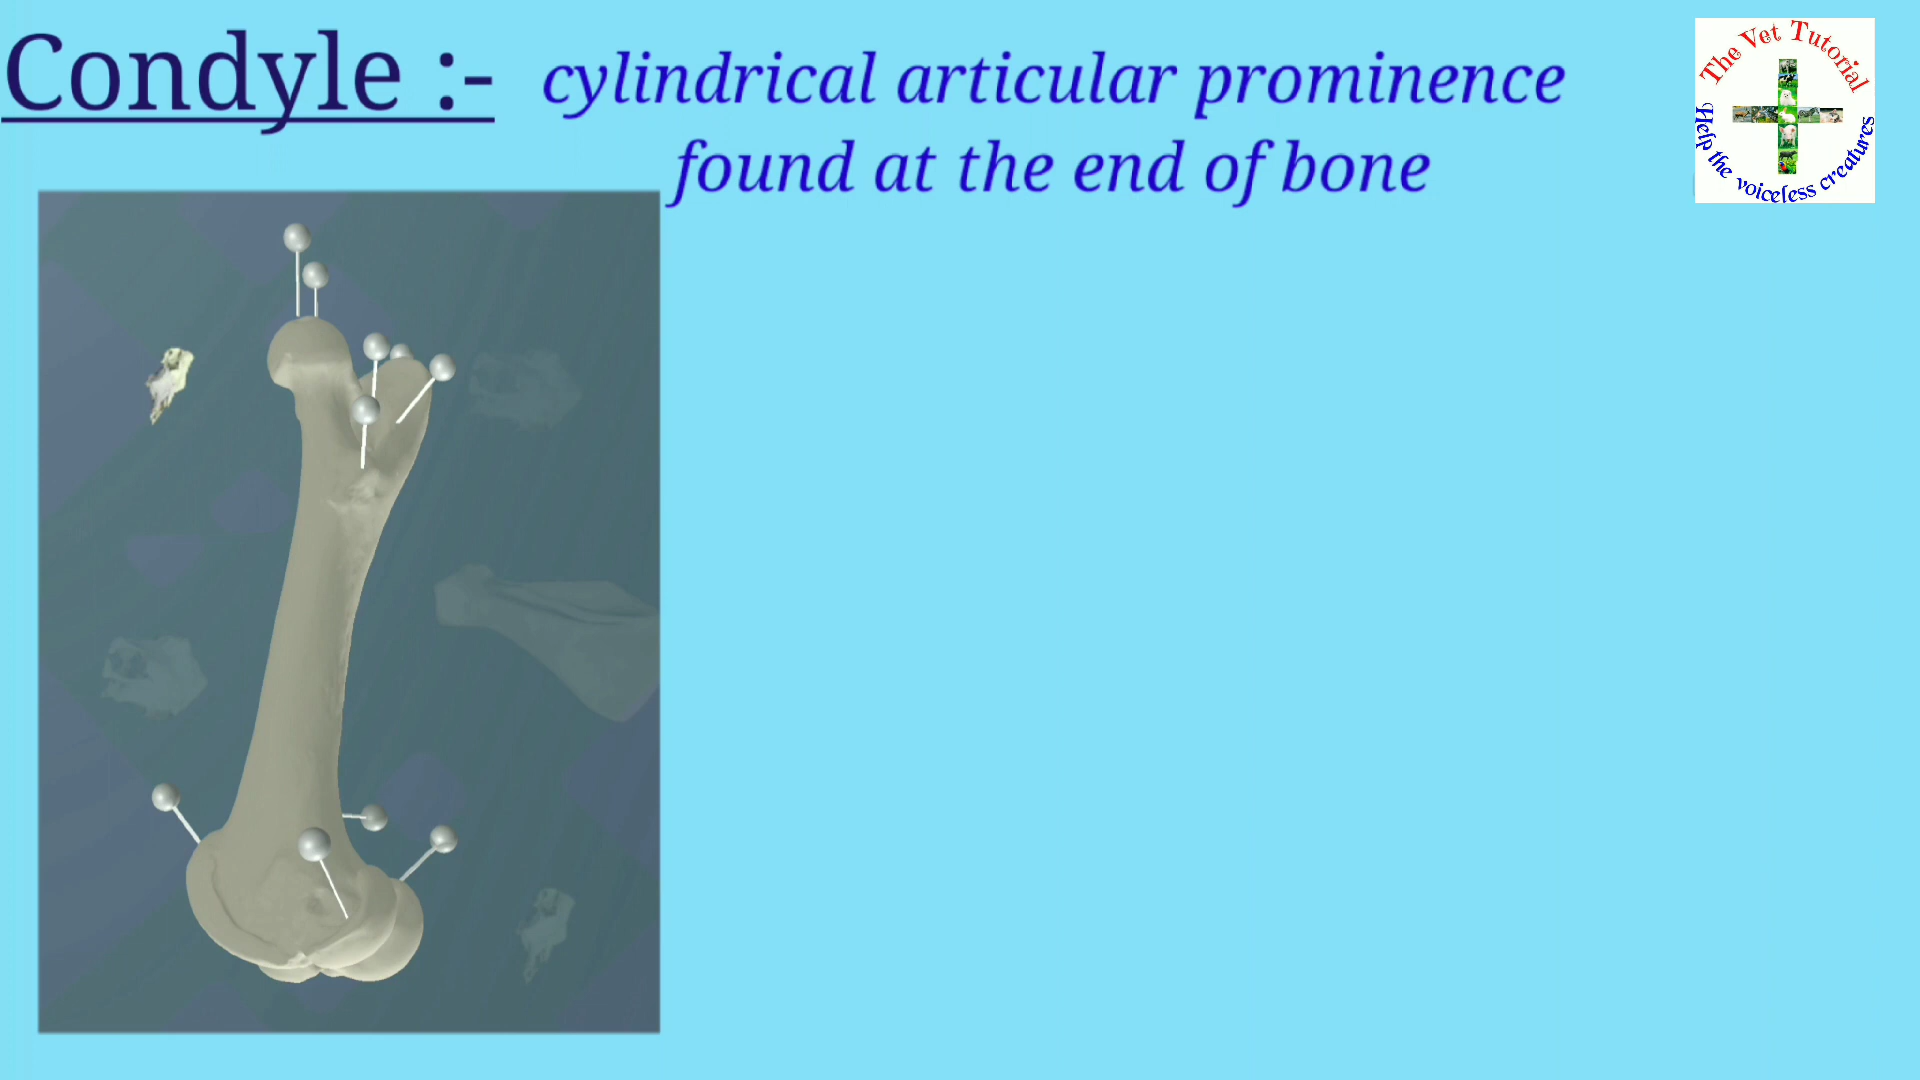 Condyle :- cylindrical articular prominence
found at the end of bone
The Vet Tutorial
Help the voiceless creatures